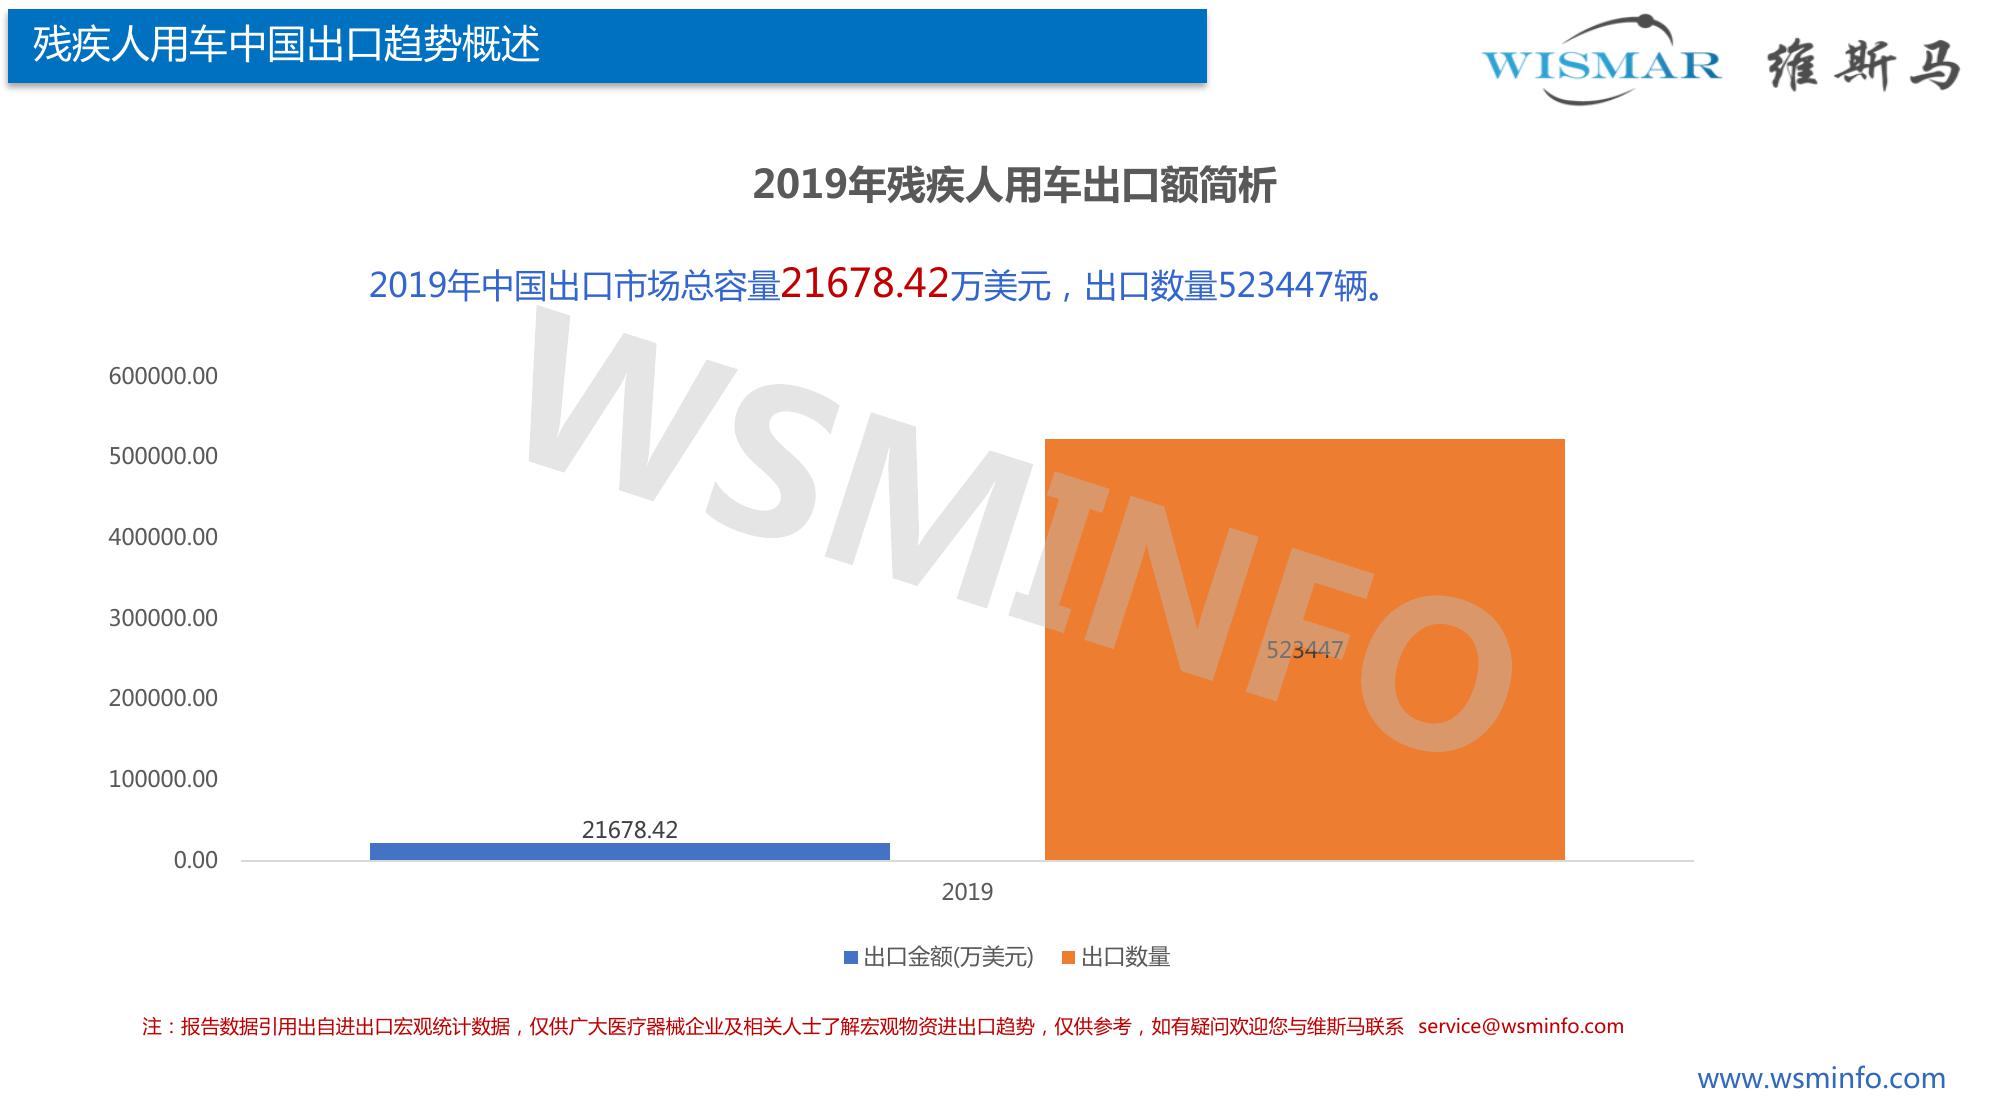 残疾人用车中国出口趋势概述
WISMAR 维斯马
2019年残疾人用车出口额简析
2019年中国出口市场总容量21678.42万美元，出口数量523447辆。
WSMINFO
600000.00
500000.00
400000.00
300000.00
200000.00
100000.00
0.00
21678.42
523447
2019
出口金额(万美元) 出口数量
注：报告数据引用出自进出口宏观统计数据，仅供广大医疗器械企业及相关人士了解宏观物资进出口趋势，仅供参考，如有疑问欢迎您与维斯马联系 service@wsminfo.com
www.wsminfo.com